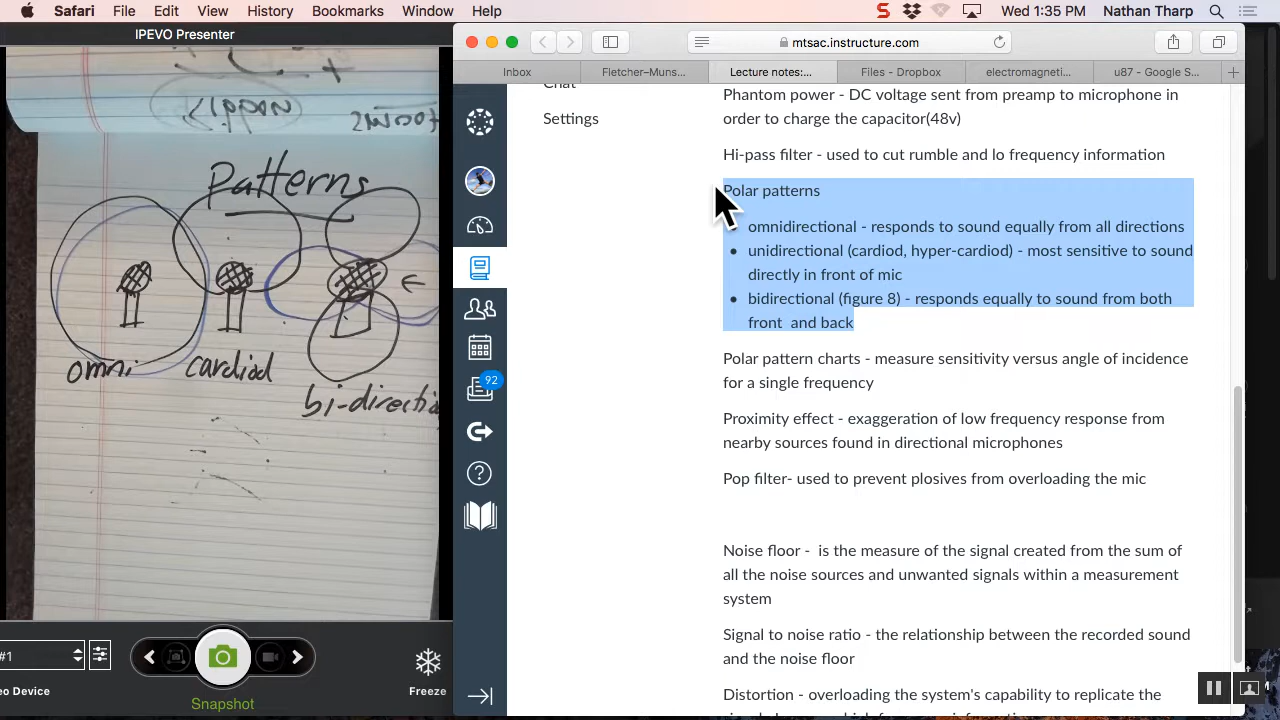 Safari File Edit View History Bookmarks Window Help Wed 1:35 PM Nathan Tharp
IPEVO Presenter
mtsac.instructure.com
Inbox Fletcher–Muns... Lecture notes:... Files - Dropbox electromagneti... u87 - Google S...
Patterns
omni cardiod bi-directio
#1
eo Device
Snapshot
Freeze
Chat
Settings
92
Phantom power - DC voltage sent from preamp to microphone in
order to charge the capacitor(48v)
Hi-pass filter - used to cut rumble and lo frequency information
Polar patterns
omnidirectional - responds to sound equally from all directions
unidirectional (cardiod, hyper-cardiod) - most sensitive to sound
directly in front of mic
bidirectional (figure 8) - responds equally to sound from both
front and back
Polar pattern charts - measure sensitivity versus angle of incidence
for a single frequency
Proximity effect - exaggeration of low frequency response from
nearby sources found in directional microphones
Pop filter- used to prevent plosives from overloading the mic
Noise floor - is the measure of the signal created from the sum of
all the noise sources and unwanted signals within a measurement
system
Signal to noise ratio - the relationship between the recorded sound
and the noise floor
Distortion - overloading the system's capability to replicate the